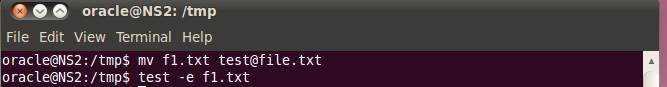 oracle@NS2: /tmp
File Edit View Terminal Help
oracle@NS2:/tmp$ mv f1.txt test@file.txt
oracle@NS2:/tmp$ test -e f1.txt